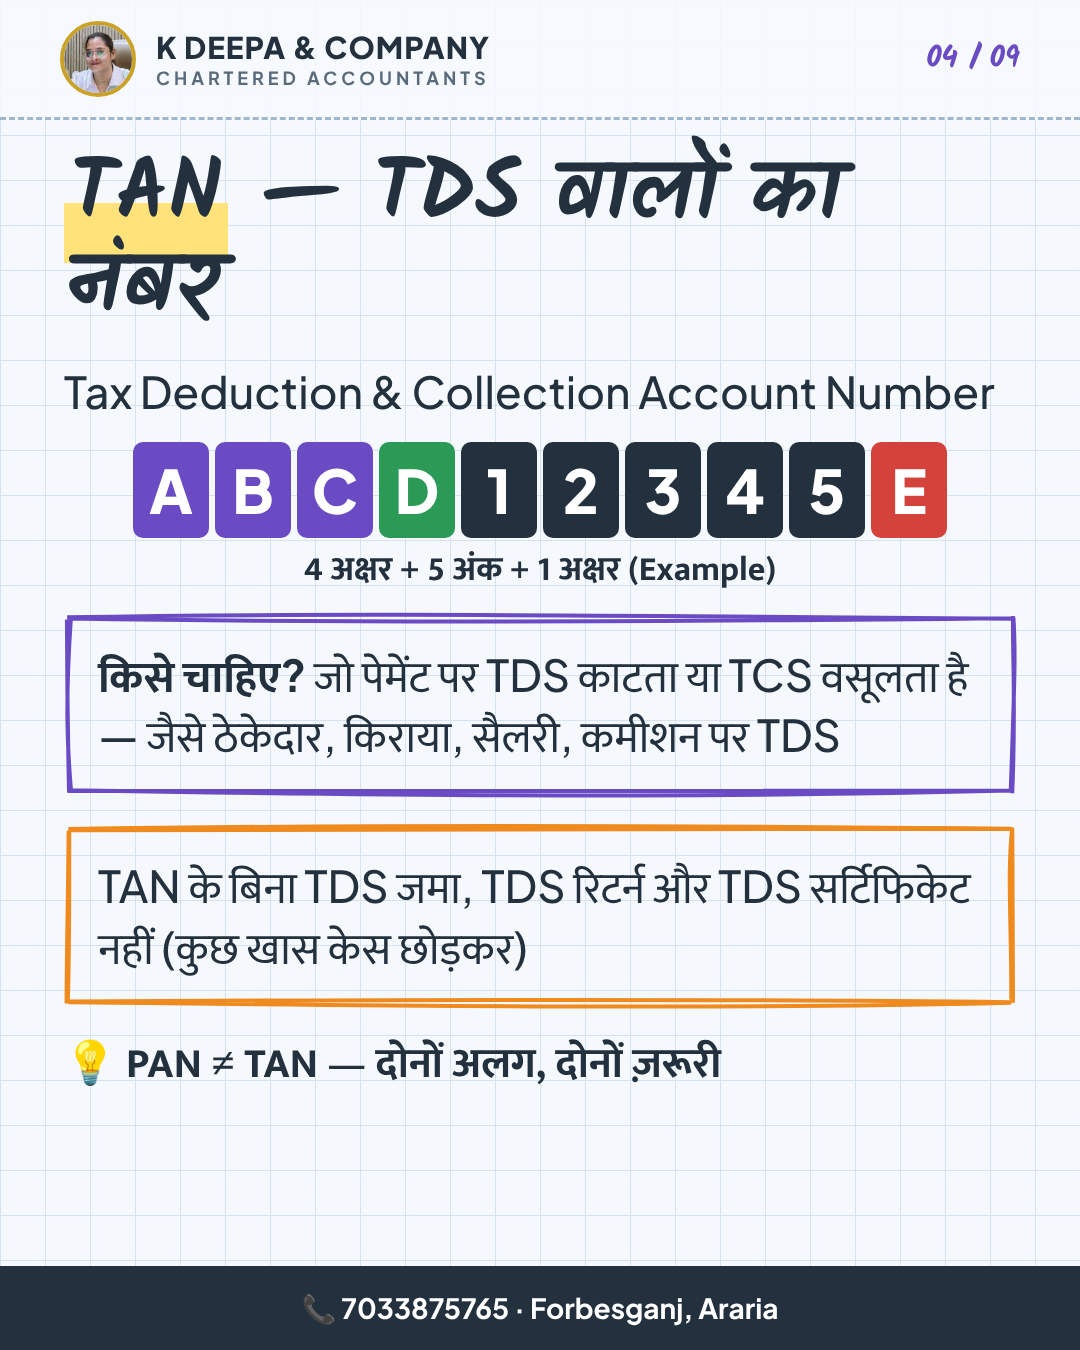 K DEEPA & COMPANY
CHARTERED ACCOUNTANTS
04 / 09
TAN — TDS वालों का
नंबर
Tax Deduction & Collection Account Number
A B C D 1 2 3 4 5 E
4 अक्षर + 5 अंक + 1 अक्षर (Example)
किसे चाहिए? जो पेमेंट पर TDS काटता या TCS वसूलता है
— जैसे ठेकेदार, किराया, सैलरी, कमीशन पर TDS
TAN के बिना TDS जमा, TDS रिटर्न और TDS सर्टिफिकेट
नहीं (कुछ खास केस छोड़कर)
💡 PAN ≠ TAN — दोनों अलग, दोनों ज़रूरी
📞 7033875765 · Forbesganj, Araria